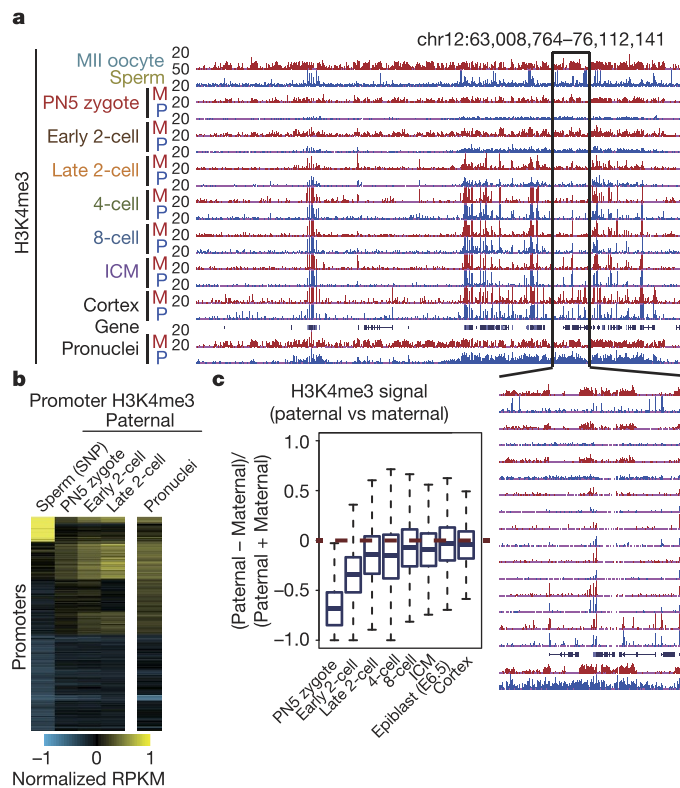 a
chr12:63,008,764–76,112,141
H3K4me3
MII oocyte 20
Sperm 50
PN5 zygote M 20
P 20
Early 2-cell M 20
P 20
Late 2-cell M 20
P 20
4-cell M 20
P 20
8-cell M 20
P 20
ICM M 20
P 20
Cortex M 20
P
Gene
Pronuclei M 20
P 20
b
Promoter H3K4me3
Paternal
Sperm (SNP)
PN5 zygote
Early 2-cell
Late 2-cell
Pronuclei
Promoters
−1 0 1
Normalized RPKM
c
H3K4me3 signal
(paternal vs maternal)
(Paternal − Maternal)/
(Paternal + Maternal)
1.0
0.5
0
−0.5
−1.0
PN5 zygote
Early 2-cell
Late 2-cell
4-cell
8-cell
ICM
Epiblast (E6.5)
Cortex